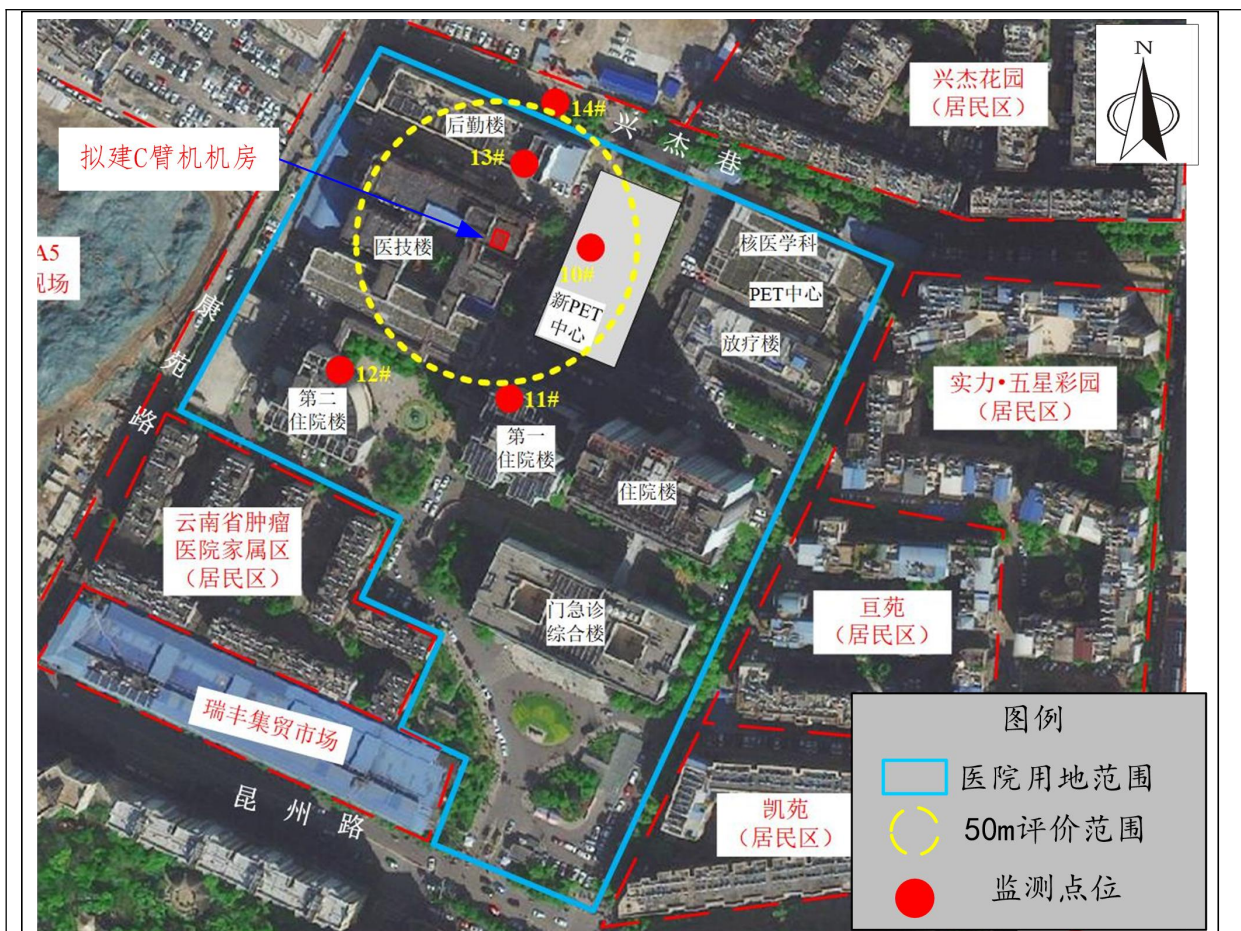 兴杰花园
(居民区)
N
14#
后勤楼
兴杰巷
13#
拟建C臂机机房
医技楼
核医学科
10#
PET中心
A5
现场
新PET
中心
放疗楼
康苑路
12#
11#
实力•五星彩园
(居民区)
第二
住院楼
第一
住院楼
住院楼
云南省肿瘤
医院家属区
(居民区)
门急诊
综合楼
亘苑
(居民区)
瑞丰集贸市场
昆州路
凯苑
(居民区)
图例
医院用地范围
50m评价范围
监测点位